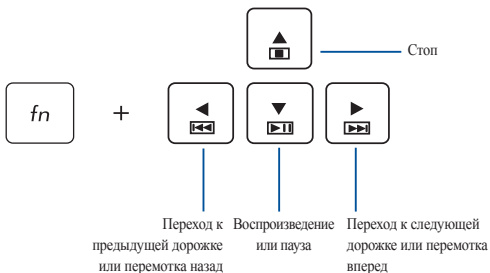 Стоп
fn +
Переход к
предыдущей дорожке
или перемотка назад
Воспроизведение
или пауза
Переход к следующей
дорожке или перемотка
вперед